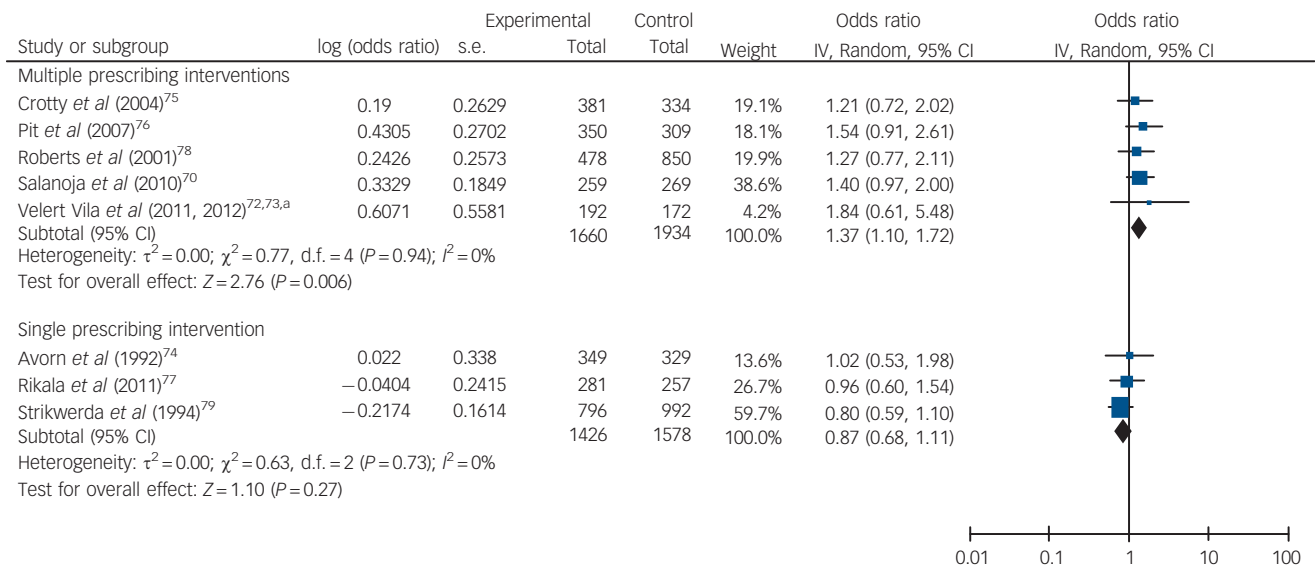 Experimental Control Odds ratio Odds ratio
Study or subgroup log (odds ratio) s.e. Total Total Weight IV, Random, 95% CI IV, Random, 95% CI
Multiple prescribing interventions
Crotty et al (2004)75 0.19 0.2629 381 334 19.1% 1.21 (0.72, 2.02)
Pit et al (2007)76 0.4305 0.2702 350 309 18.1% 1.54 (0.91, 2.61)
Roberts et al (2001)78 0.2426 0.2573 478 850 19.9% 1.27 (0.77, 2.11)
Salanoja et al (2010)70 0.3329 0.1849 259 269 38.6% 1.40 (0.97, 2.00)
Velert Vila et al (2011, 2012)72,73,a 0.6071 0.5581 192 172 4.2% 1.84 (0.61, 5.48)
Subtotal (95% CI) 1660 1934 100.0% 1.37 (1.10, 1.72)
Heterogeneity: τ2 = 0.00; χ2 = 0.77, d.f. = 4 (P = 0.94); I2 = 0%
Test for overall effect: Z = 2.76 (P = 0.006)
Single prescribing intervention
Avorn et al (1992)74 0.022 0.338 349 329 13.6% 1.02 (0.53, 1.98)
Rikala et al (2011)77 −0.0404 0.2415 281 257 26.7% 0.96 (0.60, 1.54)
Strikwerda et al (1994)79 −0.2174 0.1614 796 992 59.7% 0.80 (0.59, 1.10)
Subtotal (95% CI) 1426 1578 100.0% 0.87 (0.68, 1.11)
Heterogeneity: τ2 = 0.00; χ2 = 0.63, d.f. = 2 (P = 0.73); I2 = 0%
Test for overall effect: Z = 1.10 (P = 0.27)
0.01 0.1 1 10 100